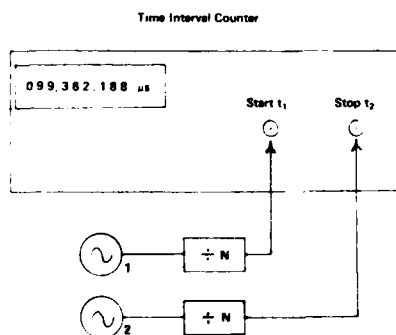 Time Interval Counter
099,362.188 µs
Start t₁
Stop t₂
1
÷ N
2
÷ N